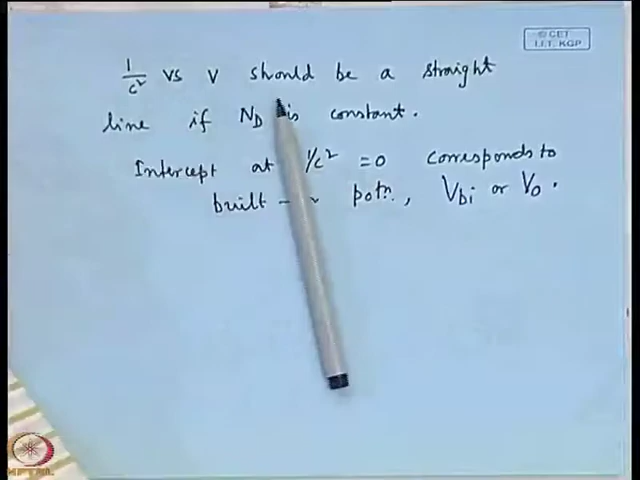 © CET
I.I.T. KGP
1/c² vs V should be a straight
line if N_D is constant.
Intercept at 1/c² = 0 corresponds to
built - potn., V_bi or V_0.